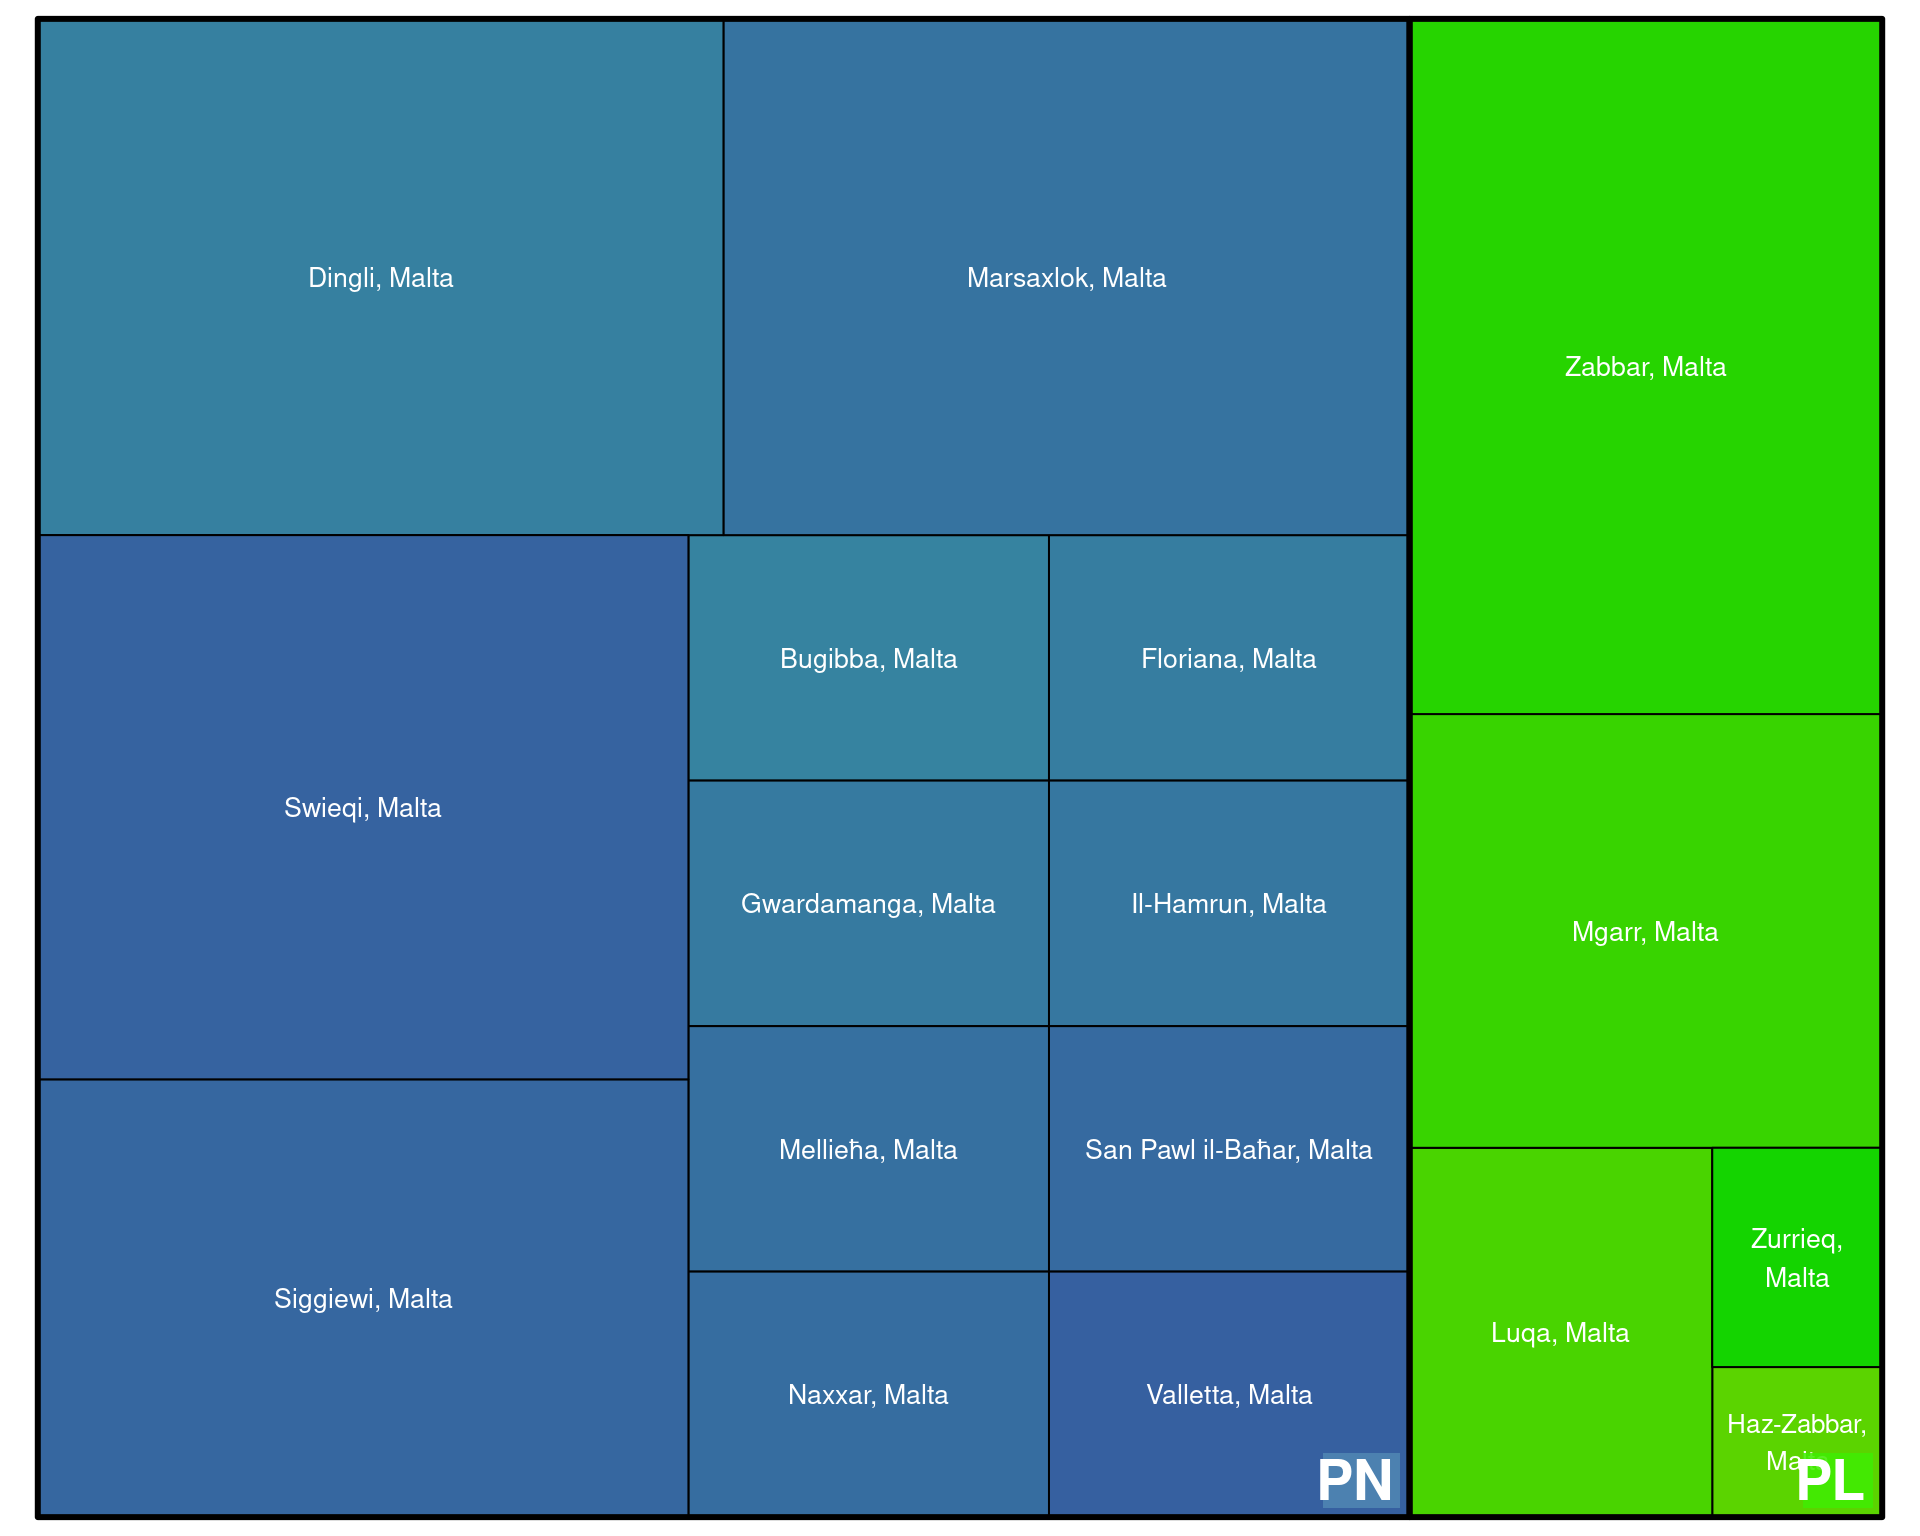 Dingli, Malta
Marsaxlok, Malta
Zabbar, Malta
Swieqi, Malta
Bugibba, Malta
Floriana, Malta
Gwardamanga, Malta
Il-Hamrun, Malta
Mgarr, Malta
Mellieħa, Malta
San Pawl il-Baħar, Malta
Siggiewi, Malta
Naxxar, Malta
Valletta, Malta
PN
Luqa, Malta
Zurrieq,
Malta
Haz-Zabbar,
PL